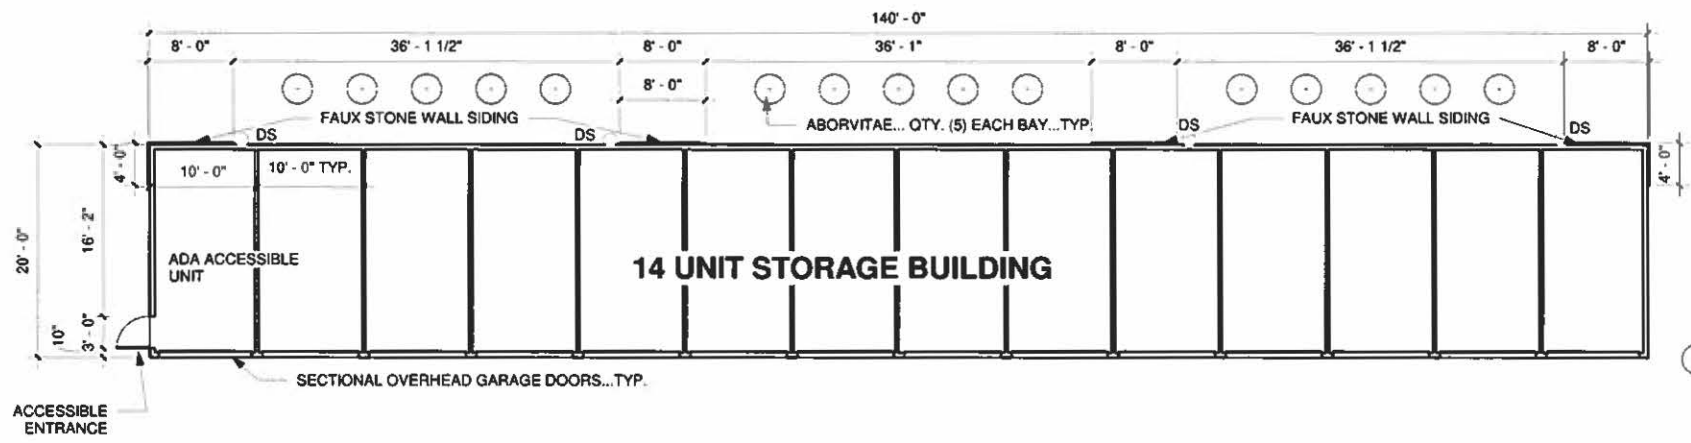 140' - 0"
8' - 0"
36' - 1 1/2"
8' - 0"
36' - 1"
8' - 0"
36' - 1 1/2"
8' - 0"
8' - 0"
FAUX STONE WALL SIDING
ABORVITAE... QTY. (5) EACH BAY...TYP.
FAUX STONE WALL SIDING
DS
DS
DS
DS
4' - 0"
10' - 0"
10' - 0" TYP.
4' - 0"
20' - 0"
16' - 2"
ADA ACCESSIBLE
UNIT
14 UNIT STORAGE BUILDING
10"
3' - 0"
SECTIONAL OVERHEAD GARAGE DOORS...TYP.
ACCESSIBLE
ENTRANCE